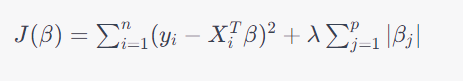 J(β) = ∑ᵢ₌₁ⁿ(yᵢ − Xᵢᵀβ)² + λ∑ⱼ₌₁ᵖ |βⱼ|